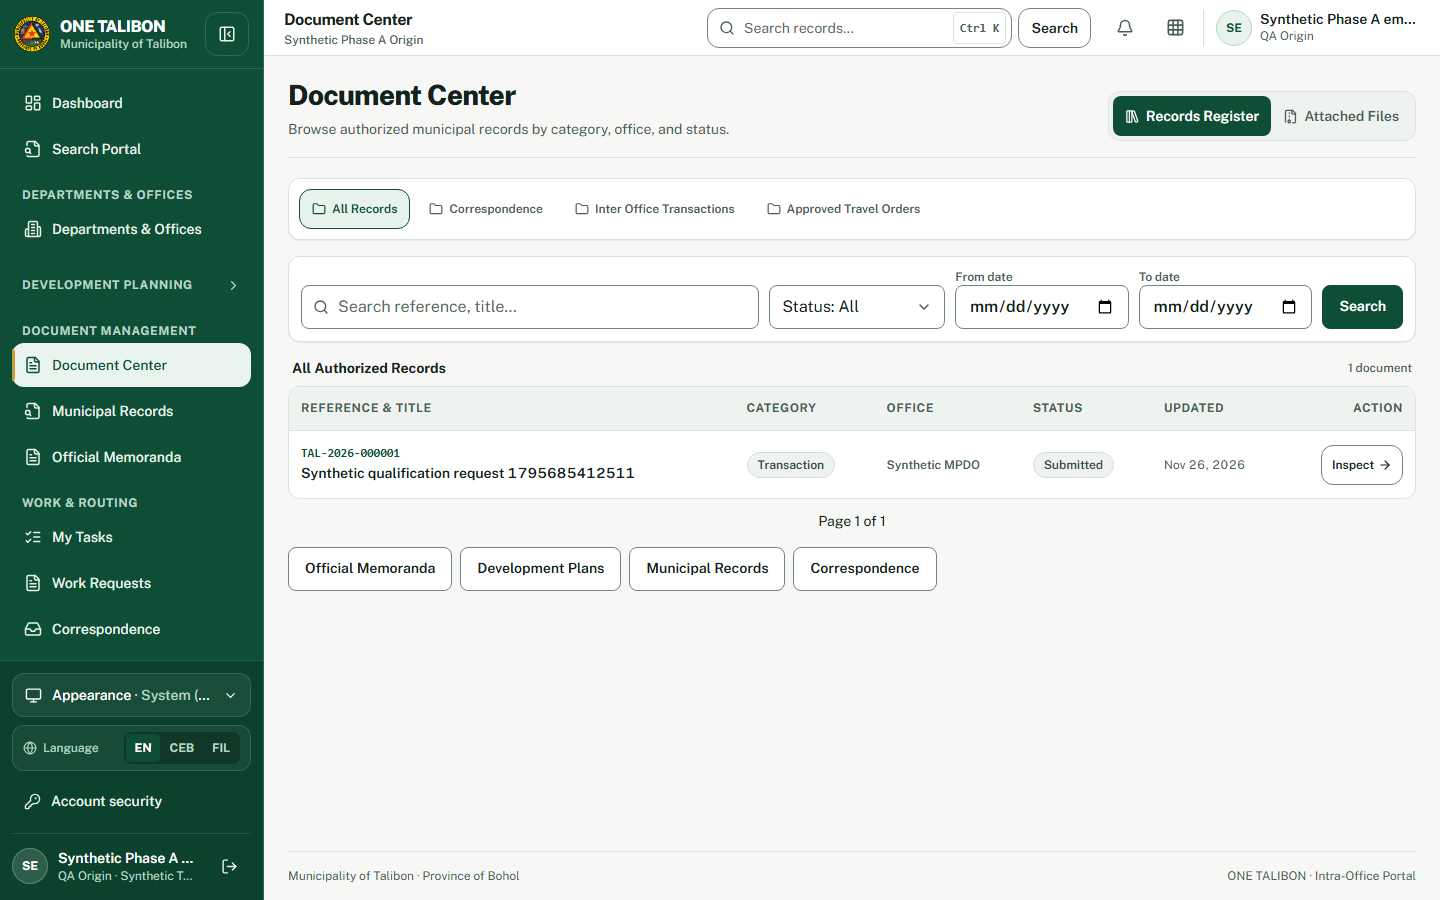 ONE TALIBON
Municipality of Talibon
Dashboard
Search Portal
DEPARTMENTS & OFFICES
Departments & Offices
DEVELOPMENT PLANNING
DOCUMENT MANAGEMENT
Document Center
Municipal Records
Official Memoranda
WORK & ROUTING
My Tasks
Work Requests
Correspondence
Appearance · System (...
Language EN CEB FIL
Account security
SE Synthetic Phase A ...
QA Origin · Synthetic T...
Document Center
Synthetic Phase A Origin
Search records... Ctrl K Search
SE Synthetic Phase A em...
QA Origin
Document Center
Browse authorized municipal records by category, office, and status.
Records Register Attached Files
All Records Correspondence Inter Office Transactions Approved Travel Orders
From date To date
Search reference, title... Status: All mm/dd/yyyy mm/dd/yyyy Search
All Authorized Records 1 document
REFERENCE & TITLE CATEGORY OFFICE STATUS UPDATED ACTION
TAL-2026-000001
Synthetic qualification request 1795685412511 Transaction Synthetic MPDO Submitted Nov 26, 2026 Inspect →
Page 1 of 1
Official Memoranda Development Plans Municipal Records Correspondence
Municipality of Talibon · Province of Bohol ONE TALIBON · Intra-Office Portal